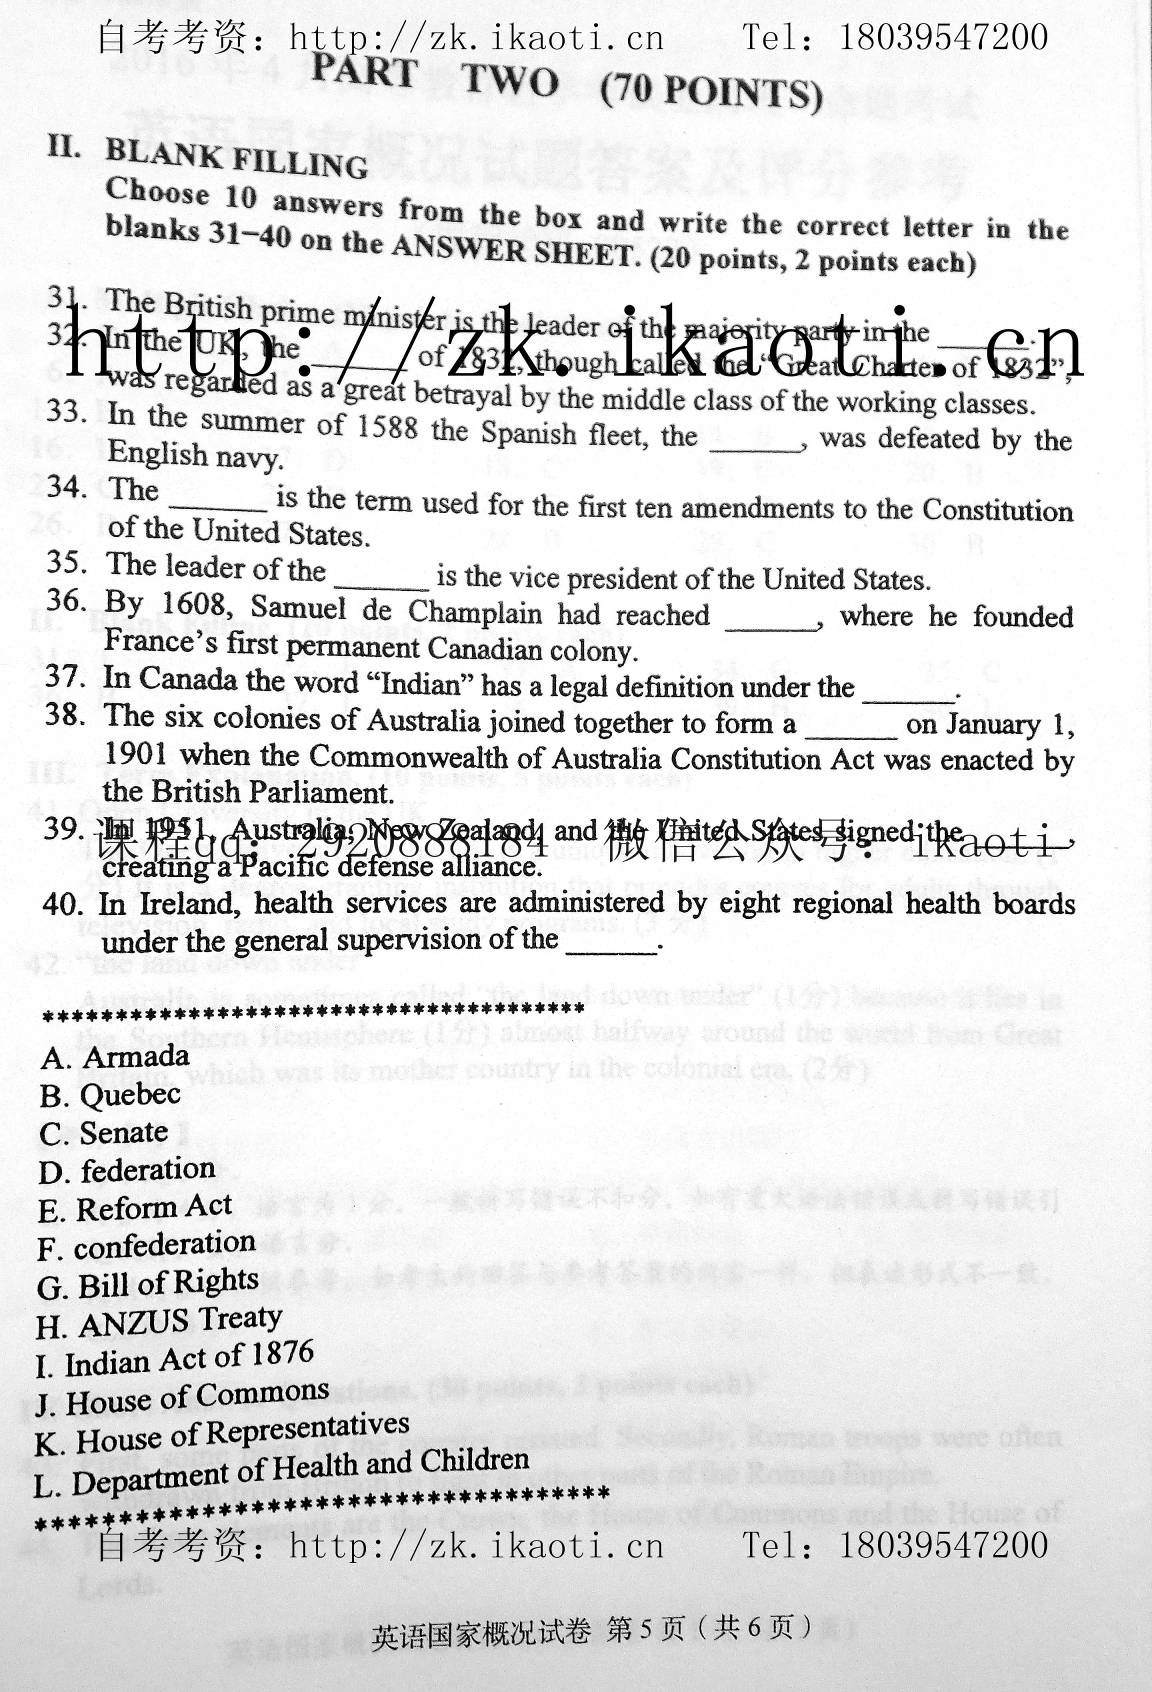 自考考资：http://zk.ikaoti.cn Tel：18039547200
PART TWO (70 POINTS)
II. BLANK FILLING
Choose 10 answers from the box and write the correct letter in the
blanks 31-40 on the ANSWER SHEET. (20 points, 2 points each)
31. The British prime minister is the leader of the majority party in the ______.
http://zk.ikaoti.cn
32. In the UK, the ______ of 1832, though called the “Great Charter of 1832”,
was regarded as a great betrayal by the middle class of the working classes.
33. In the summer of 1588 the Spanish fleet, the ______, was defeated by the
English navy.
34. The ______ is the term used for the first ten amendments to the Constitution
of the United States.
35. The leader of the ______ is the vice president of the United States.
36. By 1608, Samuel de Champlain had reached ______, where he founded
France’s first permanent Canadian colony.
37. In Canada the word “Indian” has a legal definition under the ______.
38. The six colonies of Australia joined together to form a ______ on January 1,
1901 when the Commonwealth of Australia Constitution Act was enacted by
the British Parliament.
39. In 1951, Australia, New Zealand, and the United States signed the ______,
课程qq：2920888184 微信公众号：ikaoti
creating a Pacific defense alliance.
40. In Ireland, health services are administered by eight regional health boards
under the general supervision of the ______.
*************************************
A. Armada
B. Quebec
C. Senate
D. federation
E. Reform Act
F. confederation
G. Bill of Rights
H. ANZUS Treaty
I. Indian Act of 1876
J. House of Commons
K. House of Representatives
L. Department of Health and Children
***************************************
自考考资：http://zk.ikaoti.cn Tel：18039547200
英语国家概况试卷 第 5 页（共 6 页）